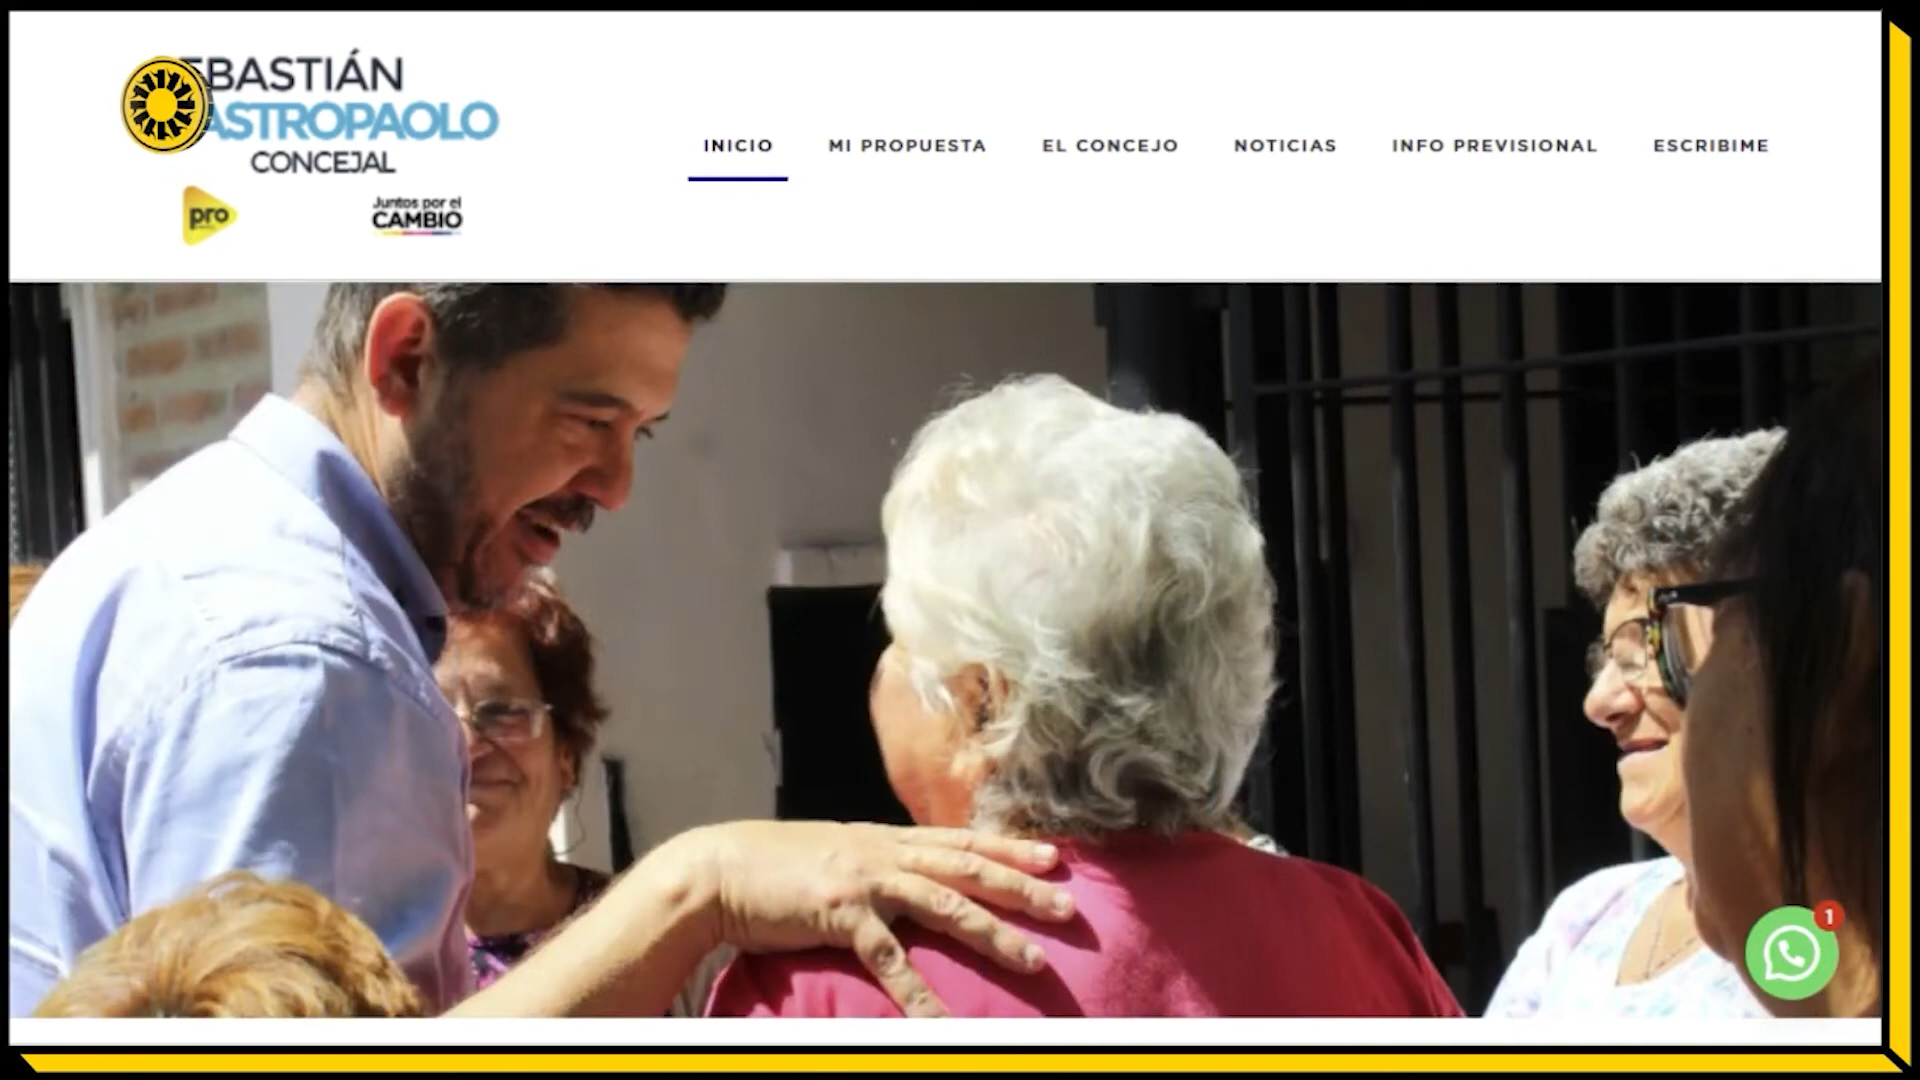 EBASTIÁN
ASTROPAOLO
CONCEJAL
pro
Juntos por el
CAMBIO
INICIO
MI PROPUESTA
EL CONCEJO
NOTICIAS
INFO PREVISIONAL
ESCRIBIME
1